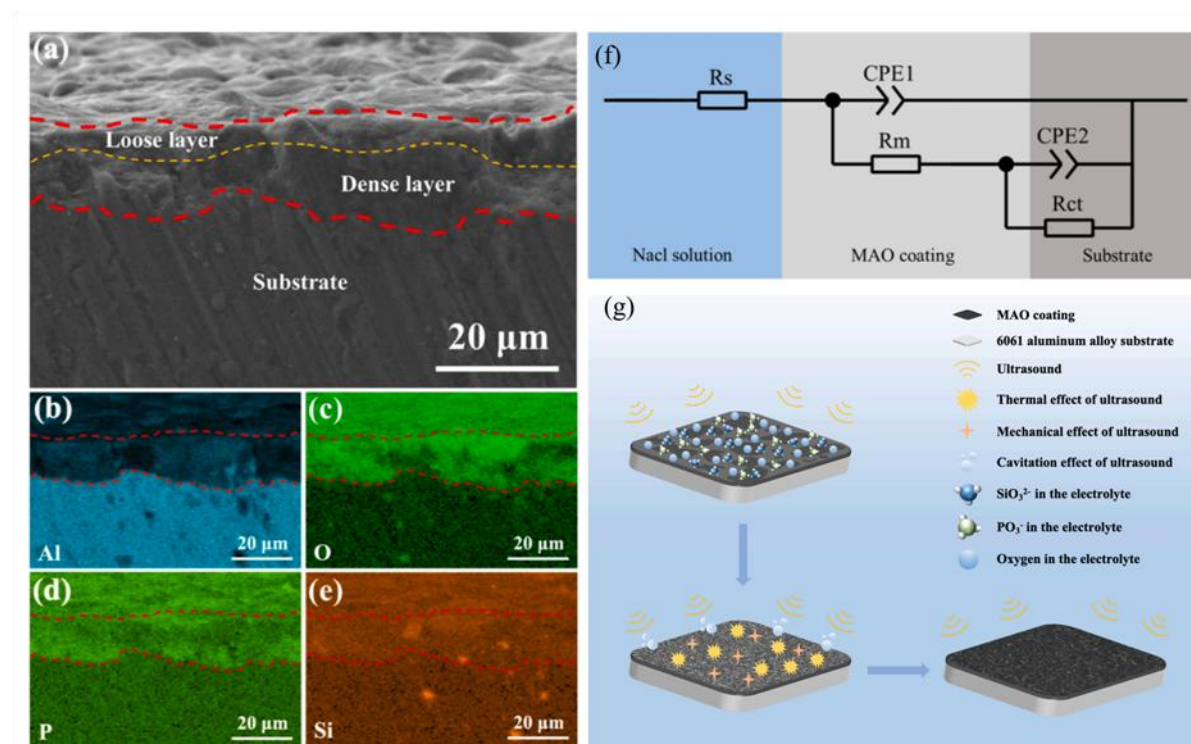 (a)
Loose layer
Dense layer
Substrate
20 μm
(b)
Al
20 μm
(c)
O
20 μm
(d)
P
20 μm
(e)
Si
20 μm
(f)
Rs
CPE1
Rm
CPE2
Rct
Nacl solution
MAO coating
Substrate
(g)
MAO coating
6061 aluminum alloy substrate
Ultrasound
Thermal effect of ultrasound
Mechanical effect of ultrasound
Cavitation effect of ultrasound
SiO₃²⁻ in the electrolyte
PO₃⁻ in the electrolyte
Oxygen in the electrolyte